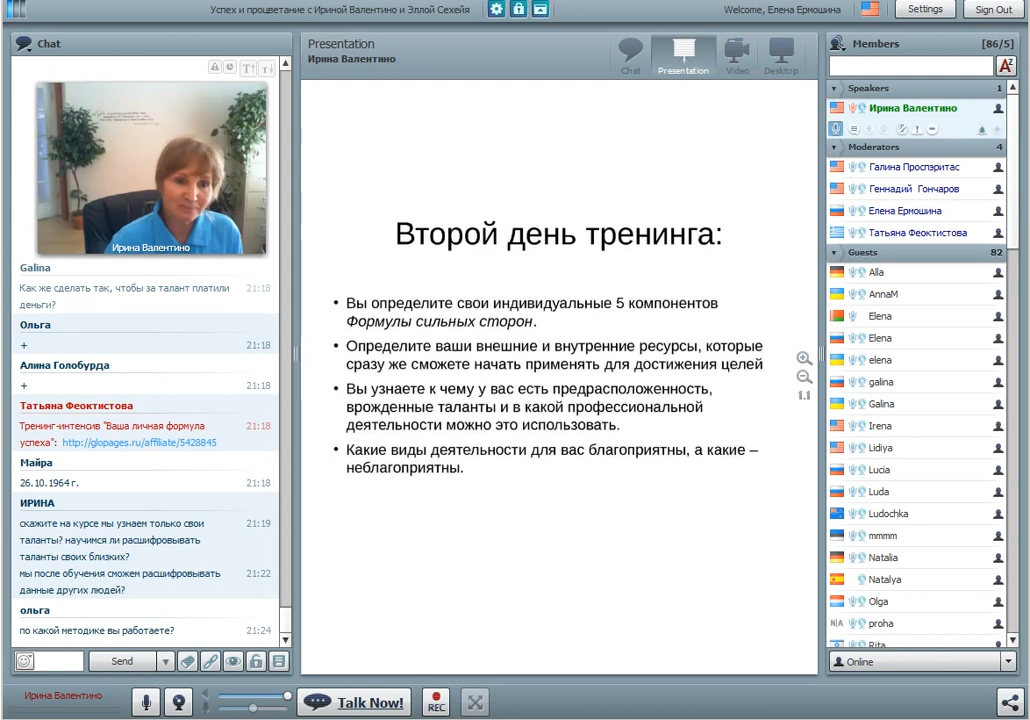 Успех и процветание с Ириной Валентино и Эллой Сехейя
Welcome, Елена Ермошина
Settings
Sign Out
Chat
Ирина Валентино
Galina
Как же сделать так, чтобы за талант платили 21:18
деньги?
Ольга
+ 21:18
Алина Голобурда
+ 21:18
Татьяна Феоктистова
Тренинг-интенсив "Ваша личная формула 21:18
успеха": http://glopages.ru/affiliate/5428845
Майра
26.10.1964 г. 21:18
ИРИНА
скажите на курсе мы узнаем только свои 21:19
таланты? научимся ли расшифровывать
таланты своих близких?
мы после обучения сможем расшифровывать 21:22
данные других людей?
ольга
по какой методике вы работаете? 21:24
Send
Presentation
Ирина Валентино
Chat
Presentation
Video
Desktop
Второй день тренинга:
• Вы определите свои индивидуальные 5 компонентов
Формулы сильных сторон.
• Определите ваши внешние и внутренние ресурсы, которые
сразу же сможете начать применять для достижения целей
• Вы узнаете к чему у вас есть предрасположенность,
врожденные таланты и в какой профессиональной
деятельности можно это использовать.
• Какие виды деятельности для вас благоприятны, а какие –
неблагоприятны.
1.1
Members [86/5]
Speakers 1
Ирина Валентино
Moderators 4
Галина Проспэритас
Геннадий Гончаров
Елена Ермошина
Татьяна Феоктистова
Guests 82
Alla
AnnaM
Elena
Elena
elena
galina
Galina
Irena
Lidiya
Lucia
Luda
Ludochka
mmmm
Natalia
Natalya
Olga
N/A proha
Rita
Online
Ирина Валентино
Talk Now!
REC